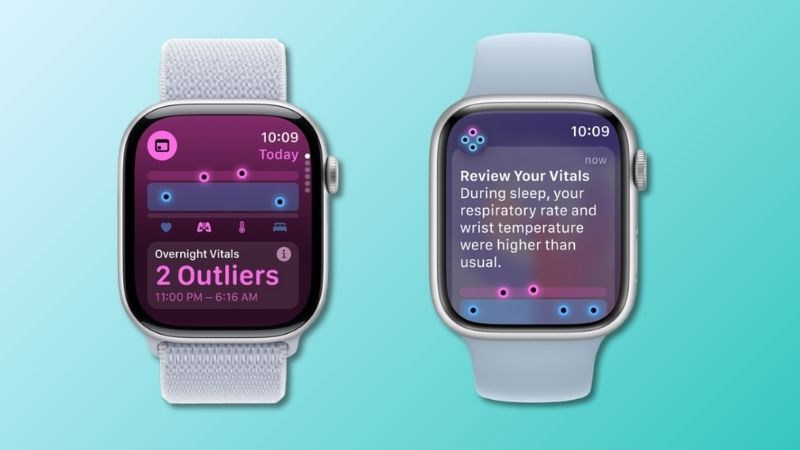 10:09
Today
Overnight Vitals
2 Outliers
11:00 PM – 6:16 AM
10:09
now
Review Your Vitals
During sleep, your
respiratory rate and
wrist temperature
were higher than
usual.